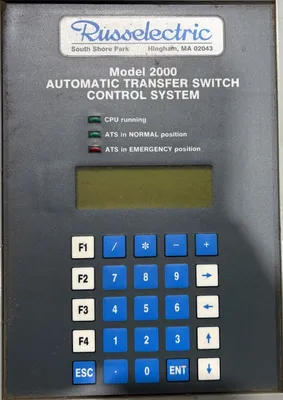 Russelectric
South Shore Park Hingham, MA 02043
Model 2000
AUTOMATIC TRANSFER SWITCH
CONTROL SYSTEM
CPU running
ATS in NORMAL position
ATS in EMERGENCY position
F1 / * − +
F2 7 8 9 →
F3 4 5 6 ←
F4 1 2 3 ↑
ESC . 0 ENT ↓